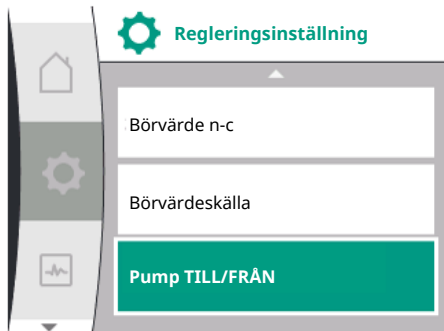 Regleringsinställning
Börvärde n-c
Börvärdeskälla
Pump TILL/FRÅN